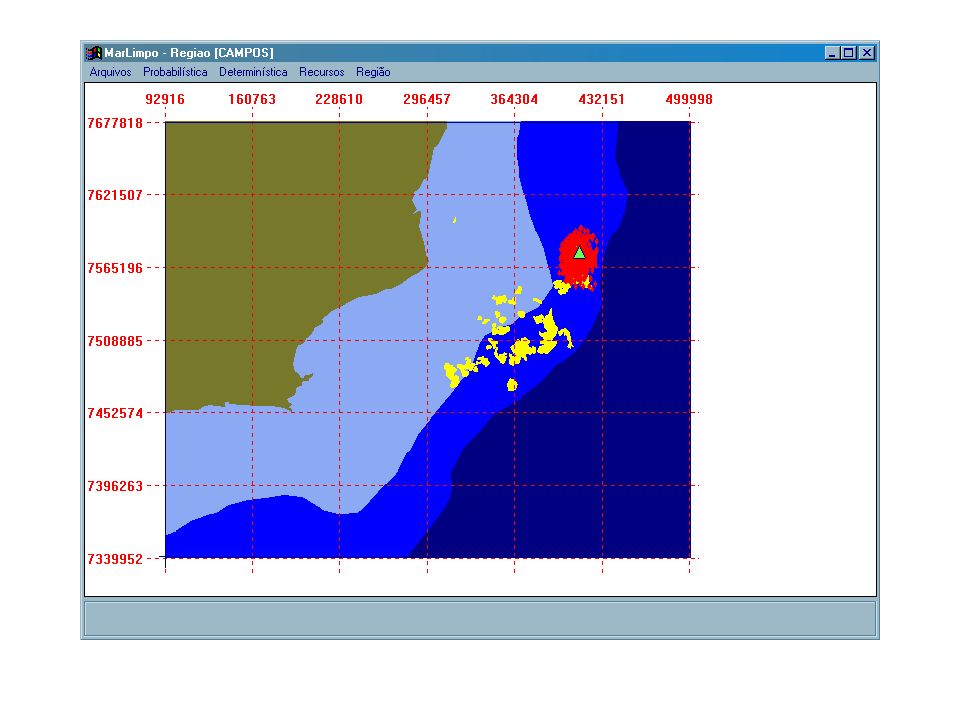 MarLimpo - Regiao [CAMPOS]
Arquivos Probabilística Determinística Recursos Região
92916 160763 228610 296457 364304 432151 499998
7677818
7621507
7565196
7508885
7452574
7396263
7339952